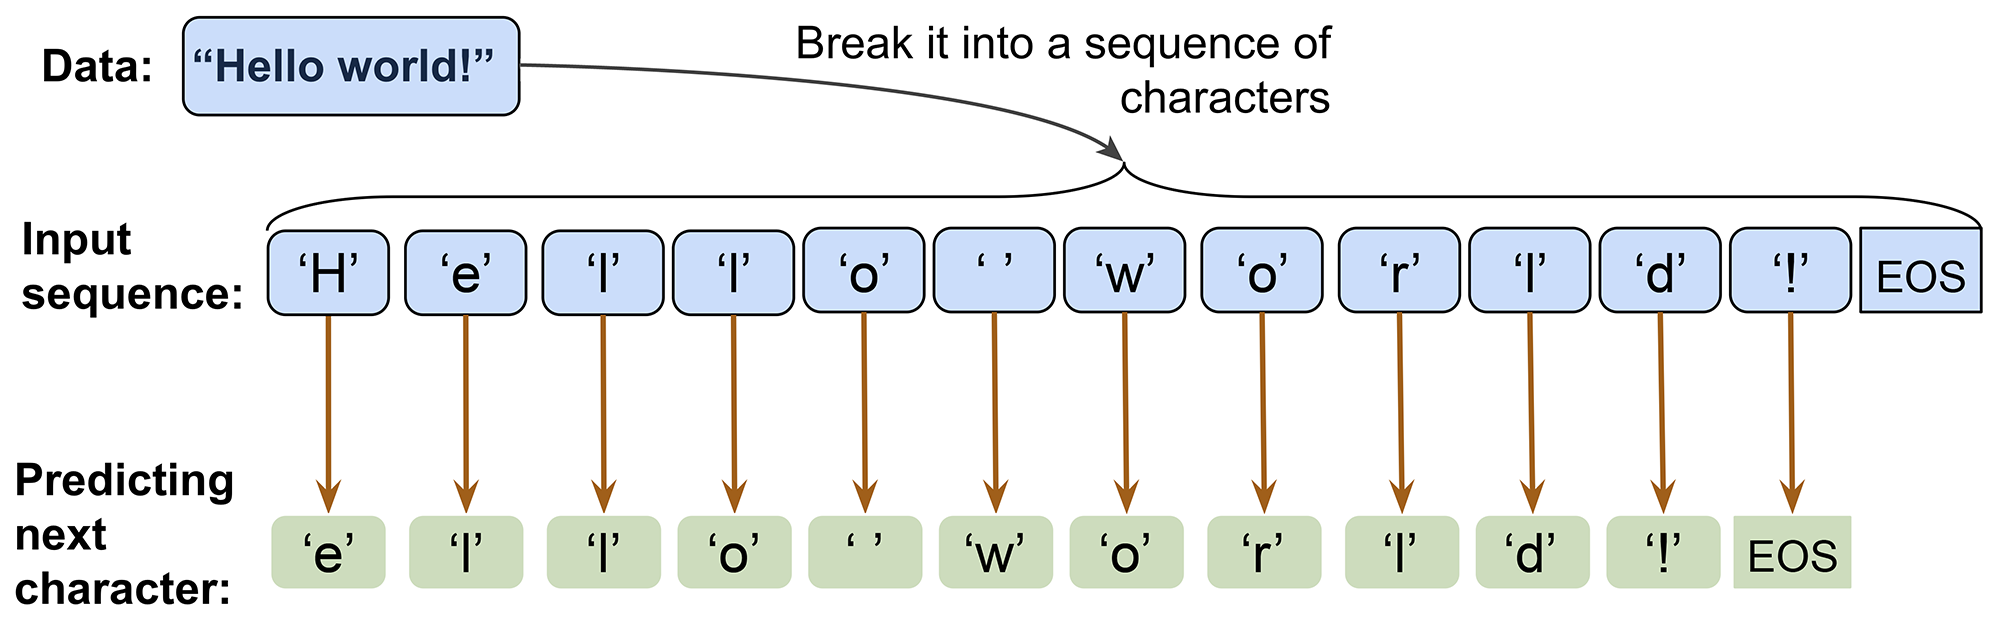 Data: “Hello world!”
Break it into a sequence of
characters
Input
sequence:
‘H’ ‘e’ ‘l’ ‘l’ ‘o’ ‘ ’ ‘w’ ‘o’ ‘r’ ‘l’ ‘d’ ‘!’ EOS
Predicting
next
character:
‘e’ ‘l’ ‘l’ ‘o’ ‘ ’ ‘w’ ‘o’ ‘r’ ‘l’ ‘d’ ‘!’ EOS